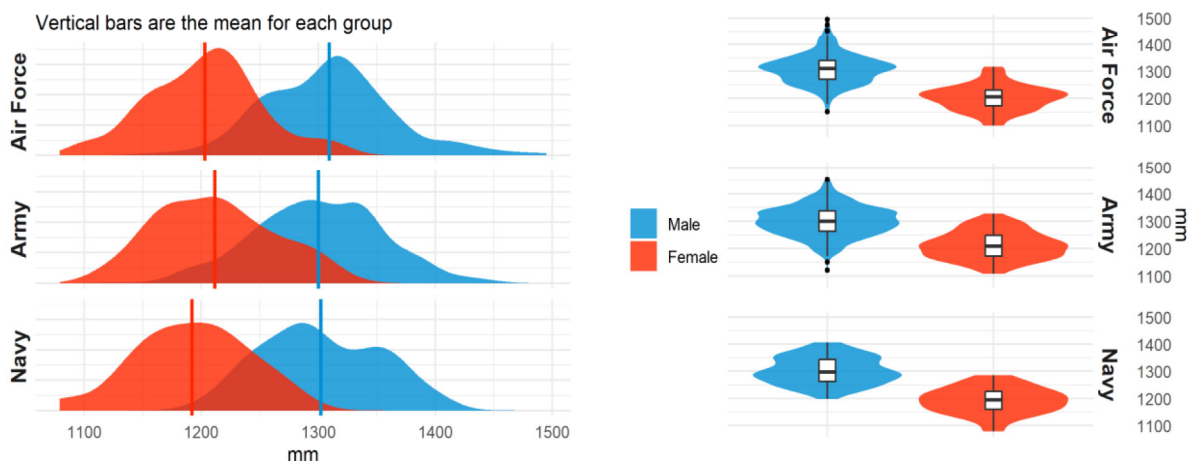 Vertical bars are the mean for each group
Air Force
Army
Navy
1100 1200 1300 1400 1500
mm
Male
Female
1500
1400
1300
1200
1100
Air Force
1500
1400
1300
1200
1100
Army
mm
1500
1400
1300
1200
1100
Navy